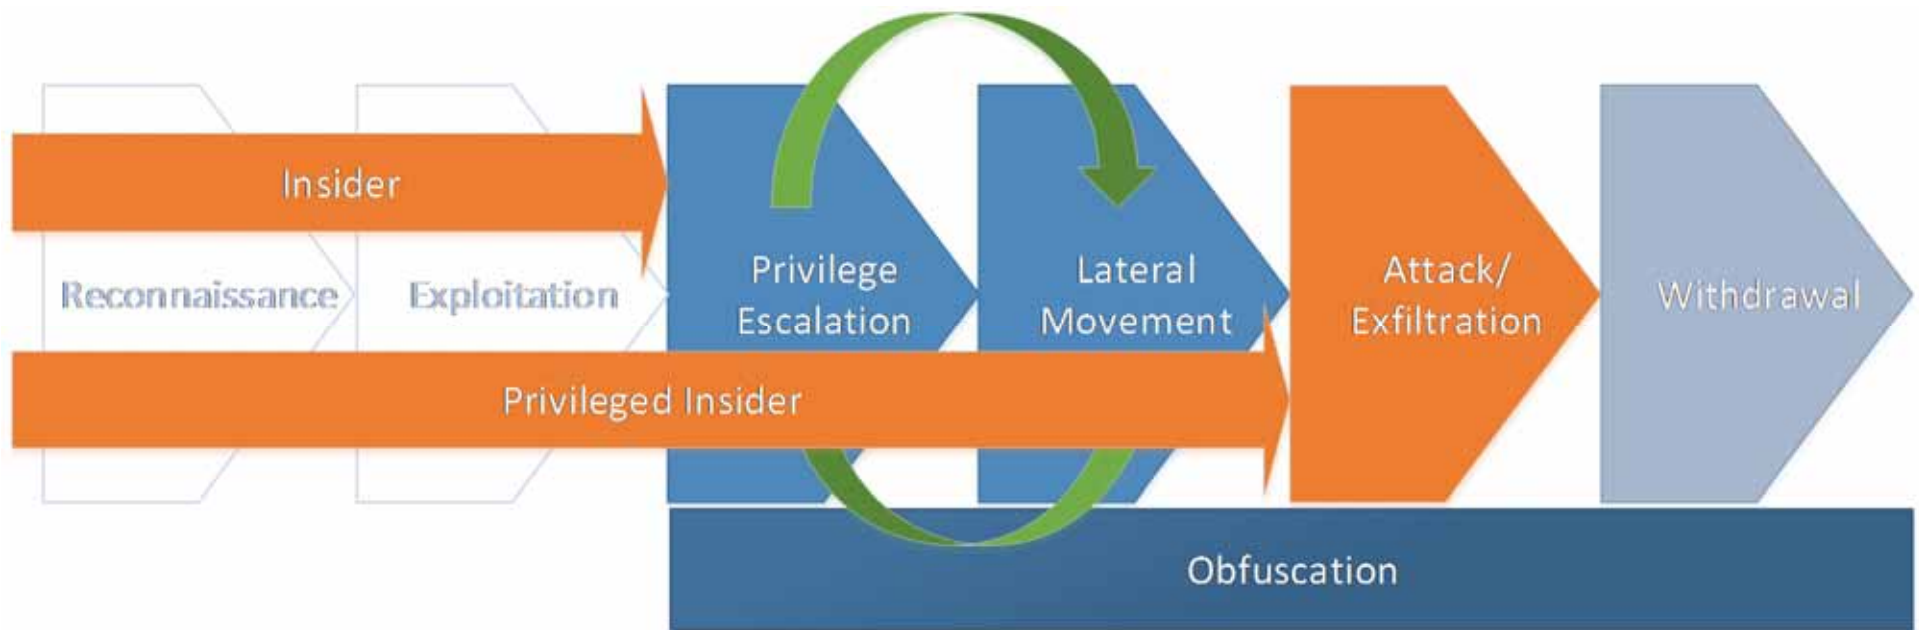 Insider
Reconnaissance
Exploitation
Privilege
Escalation
Lateral
Movement
Attack/
Exfiltration
Withdrawal
Privileged Insider
Obfuscation